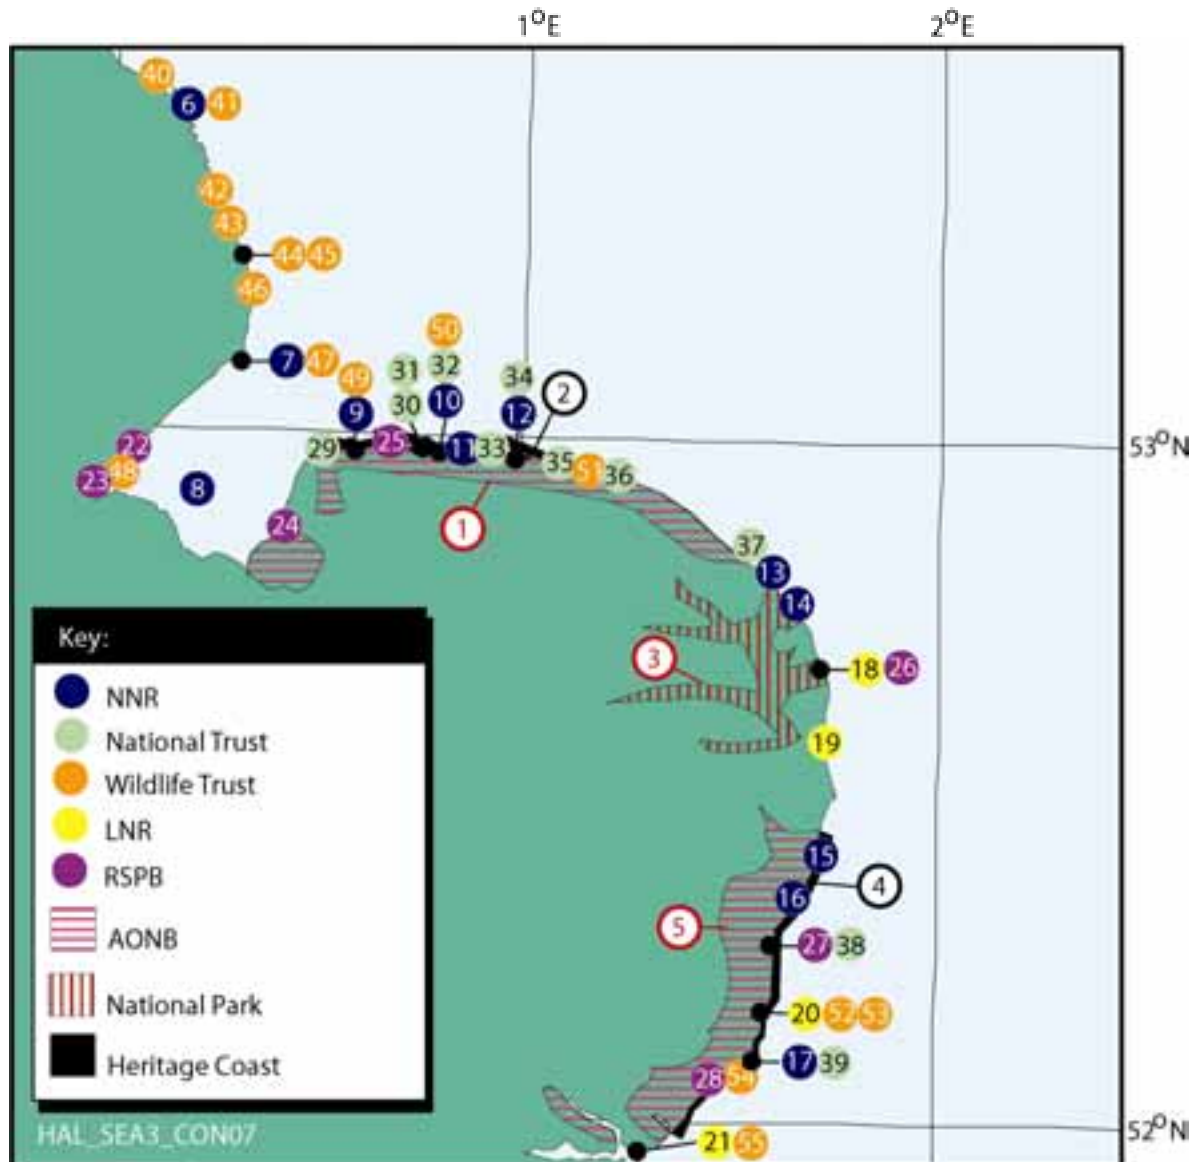 1°E 2°E
40
6 41
42
43
44 45
46
50
7 47
31 32
49 34
2
30 10
9 12
22 29 25 11 33
53°N
35 51 36
23 48
8
1
24
37
13
14
3
18 26
19
15
4
16
5
27 38
20 52 53
17 39
28 54
52°N
21 55
Key:
NNR
National Trust
Wildlife Trust
LNR
RSPB
AONB
National Park
Heritage Coast
HAL_SEA3_CON07